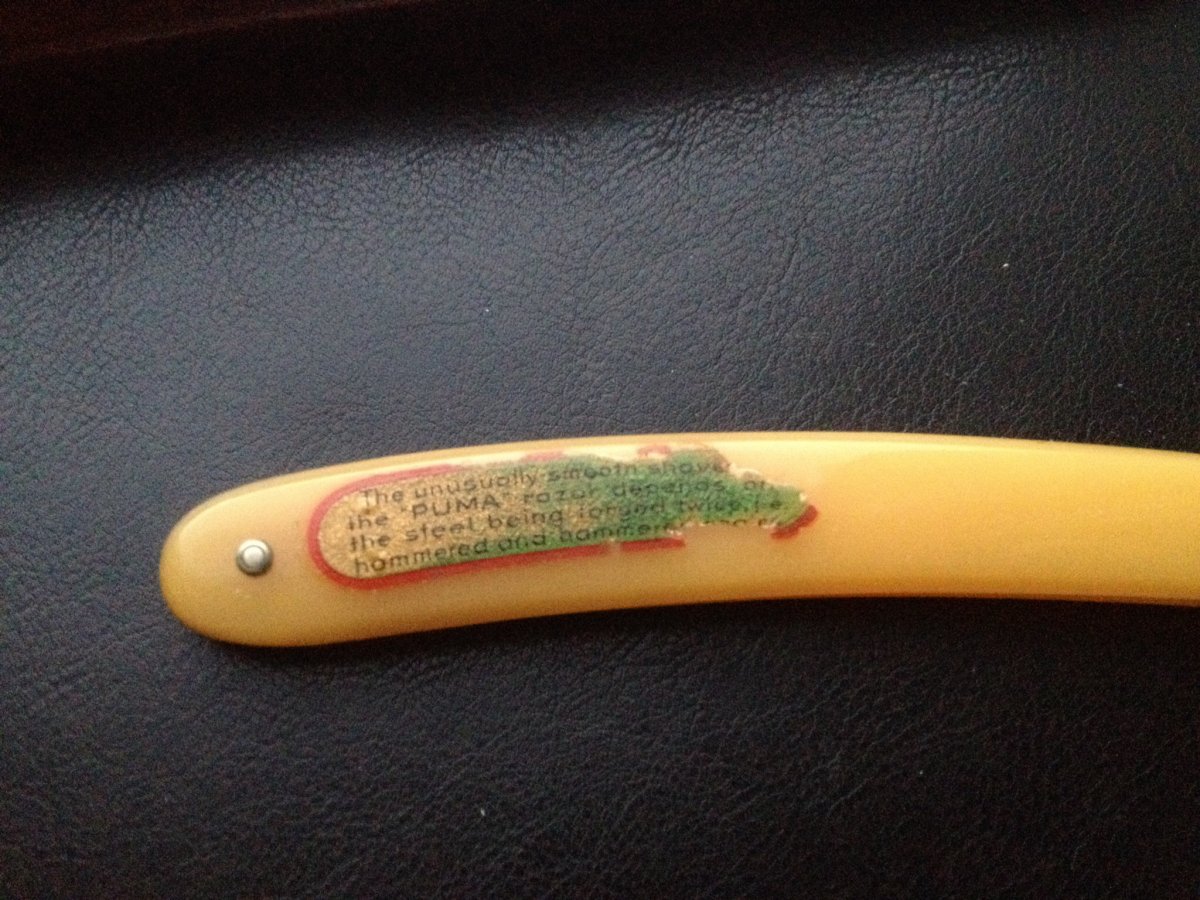 The unusually smooth shave
the "PUMA" razor depends on
the steel being forged twice,
hammered and hammered